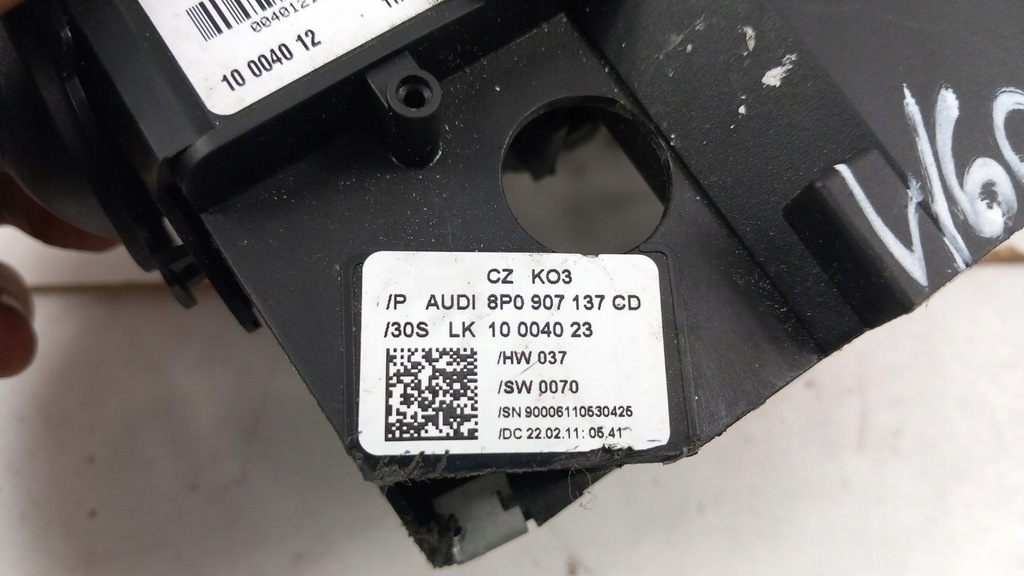 10 0040 12
CZ KO3
/P AUDI 8P0 907 137 CD
/30S LK 10 0040 23
/HW 037
/SW 0070
/SN 90006110530425
/DC 22.02.11: 05.41